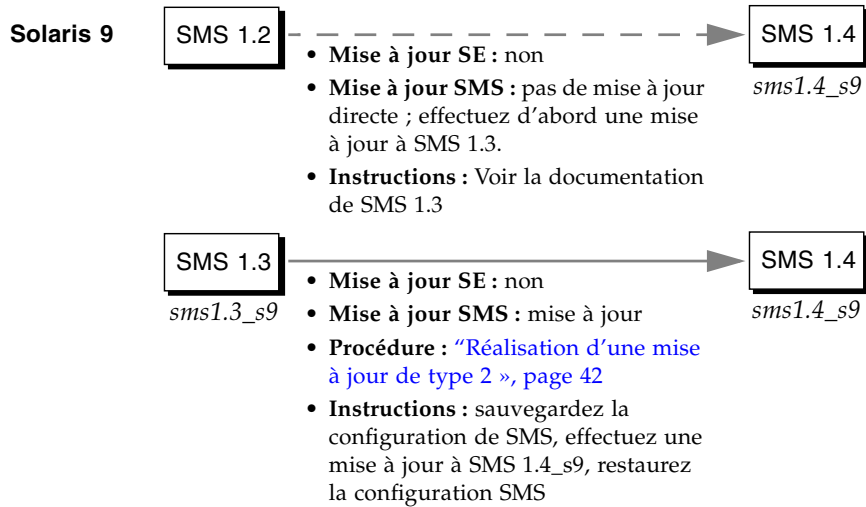 Solaris 9
SMS 1.2
SMS 1.4
sms1.4_s9
• Mise à jour SE : non
• Mise à jour SMS : pas de mise à jour
directe ; effectuez d'abord une mise
à jour à SMS 1.3.
• Instructions : Voir la documentation
de SMS 1.3
SMS 1.3
sms1.3_s9
SMS 1.4
sms1.4_s9
• Mise à jour SE : non
• Mise à jour SMS : mise à jour
• Procédure : “Réalisation d'une mise
à jour de type 2 », page 42
• Instructions : sauvegardez la
configuration de SMS, effectuez une
mise à jour à SMS 1.4_s9, restaurez
la configuration SMS